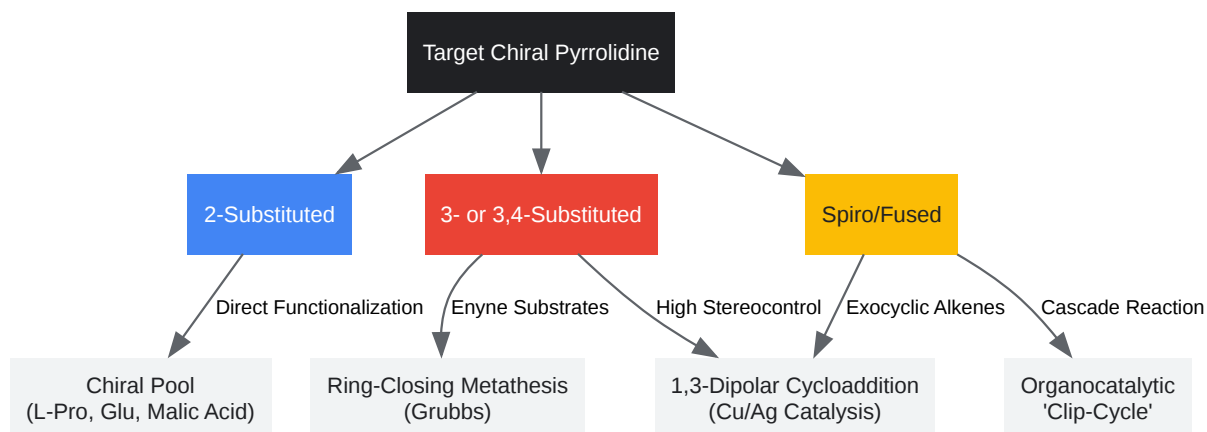 Target Chiral Pyrrolidine
2-Substituted
3- or 3,4-Substituted
Spiro/Fused
Direct Functionalization
Enyne Substrates
High Stereocontrol
Exocyclic Alkenes
Cascade Reaction
Chiral Pool
(L-Pro, Glu, Malic Acid)
Ring-Closing Metathesis
(Grubbs)
1,3-Dipolar Cycloaddition
(Cu/Ag Catalysis)
Organocatalytic
'Clip-Cycle'